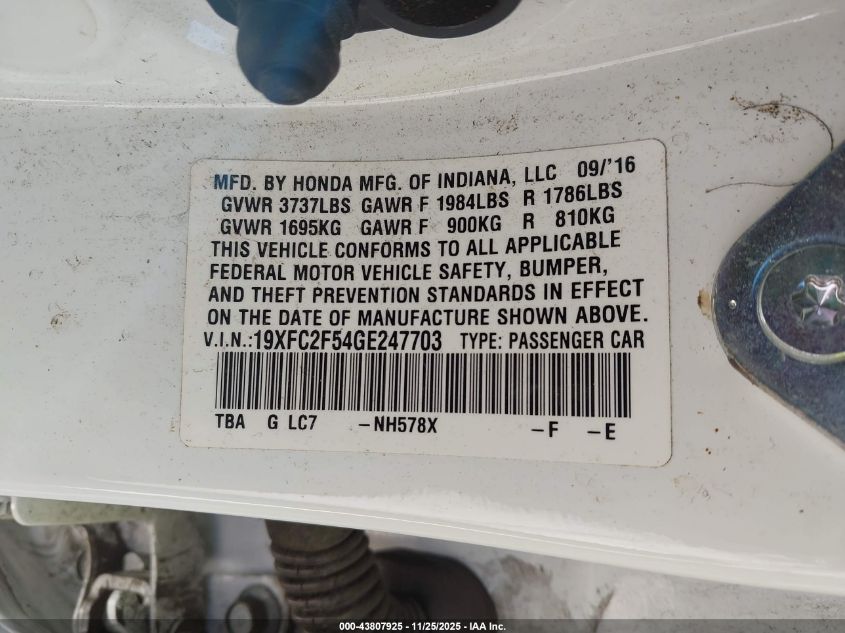 MFD. BY HONDA MFG. OF INDIANA, LLC 09/'16
GVWR 3737LBS GAWR F 1984LBS R 1786LBS
GVWR 1695KG GAWR F 900KG R 810KG
THIS VEHICLE CONFORMS TO ALL APPLICABLE
FEDERAL MOTOR VEHICLE SAFETY, BUMPER,
AND THEFT PREVENTION STANDARDS IN EFFECT
ON THE DATE OF MANUFACTURE SHOWN ABOVE.
V.I.N.:19XFC2F54GE247703 TYPE: PASSENGER CAR
TBA G LC7 -NH578X -F -E
000-43807925 - 11/25/2025 - IAA Inc.